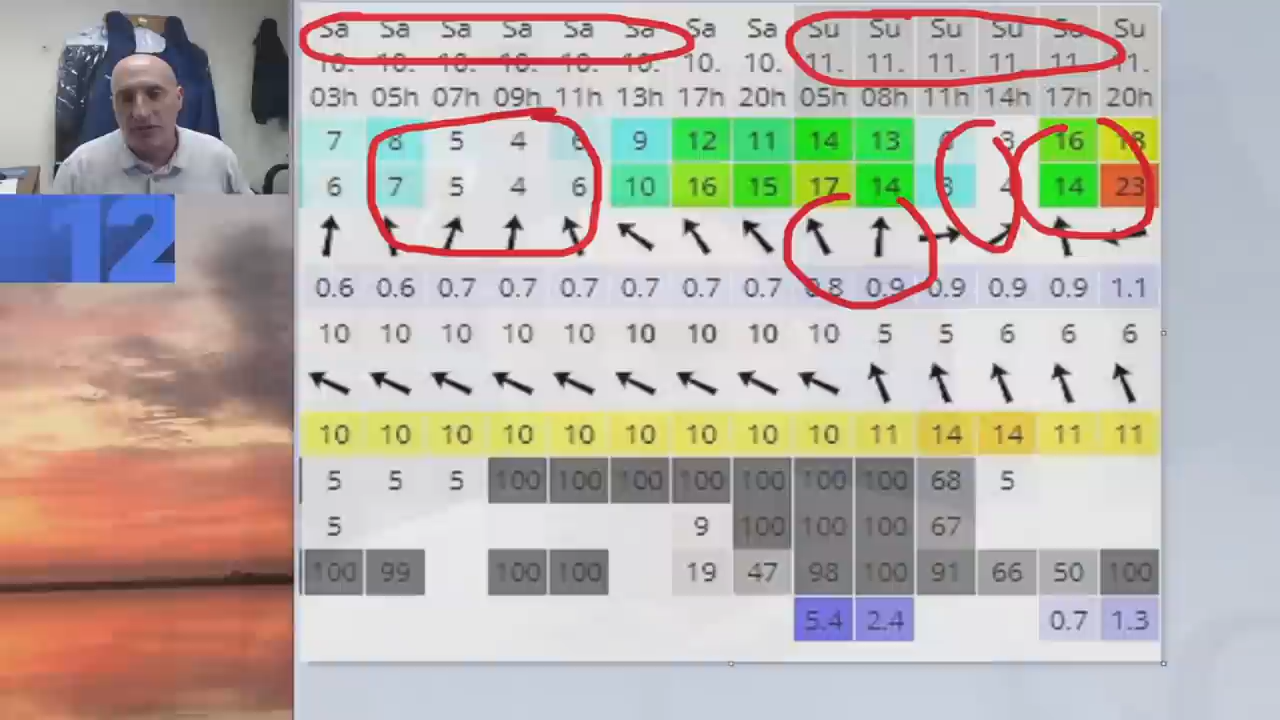 Sa Sa Sa Sa Sa Sa Sa Sa Su Su Su Su Su Su
10. 10. 10. 10. 10. 10. 10. 10. 11. 11. 11. 11. 11. 11.
03h 05h 07h 09h 11h 13h 17h 20h 05h 08h 11h 14h 17h 20h
7 8 5 4 6 9 12 11 14 13 3 16 18
6 7 5 4 6 10 16 15 17 14 4 14 23
0.6 0.6 0.7 0.7 0.7 0.7 0.7 0.7 0.8 0.9 0.9 0.9 0.9 1.1
10 10 10 10 10 10 10 10 10 5 5 6 6 6
10 10 10 10 10 10 10 10 10 11 14 14 11 11
5 5 5 100 100 100 100 100 100 100 68 5
5 9 100 100 100 67
100 99 100 100 19 47 98 100 91 66 50 100
5.4 2.4 0.7 1.3
12